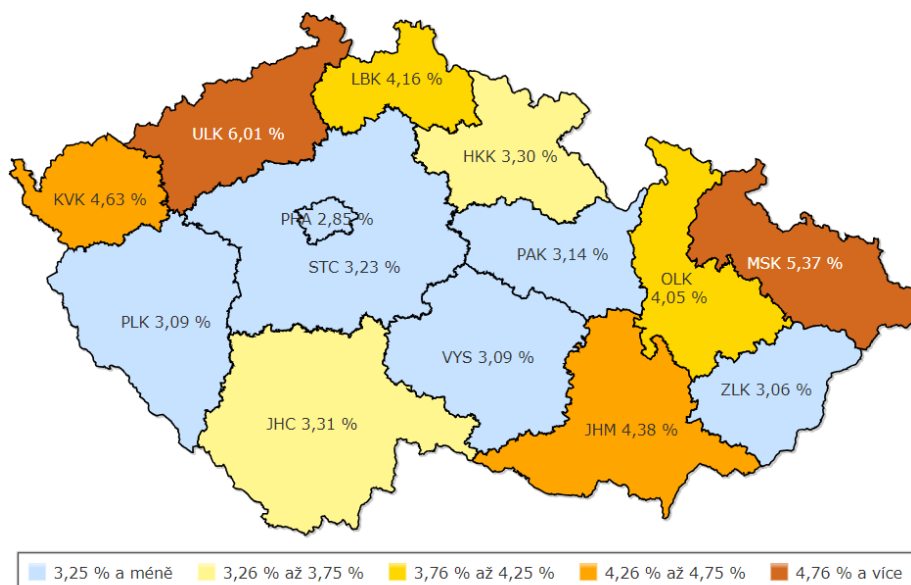 LBK 4,16 %
ULK 6,01 %
HKK 3,30 %
KVK 4,63 %
PHA 2,85 %
STC 3,23 %
PAK 3,14 %
MSK 5,37 %
OLK
4,05 %
PLK 3,09 %
VYS 3,09 %
ZLK 3,06 %
JHC 3,31 %
JHM 4,38 %
3,25 % a méně 3,26 % až 3,75 % 3,76 % až 4,25 % 4,26 % až 4,75 % 4,76 % a více